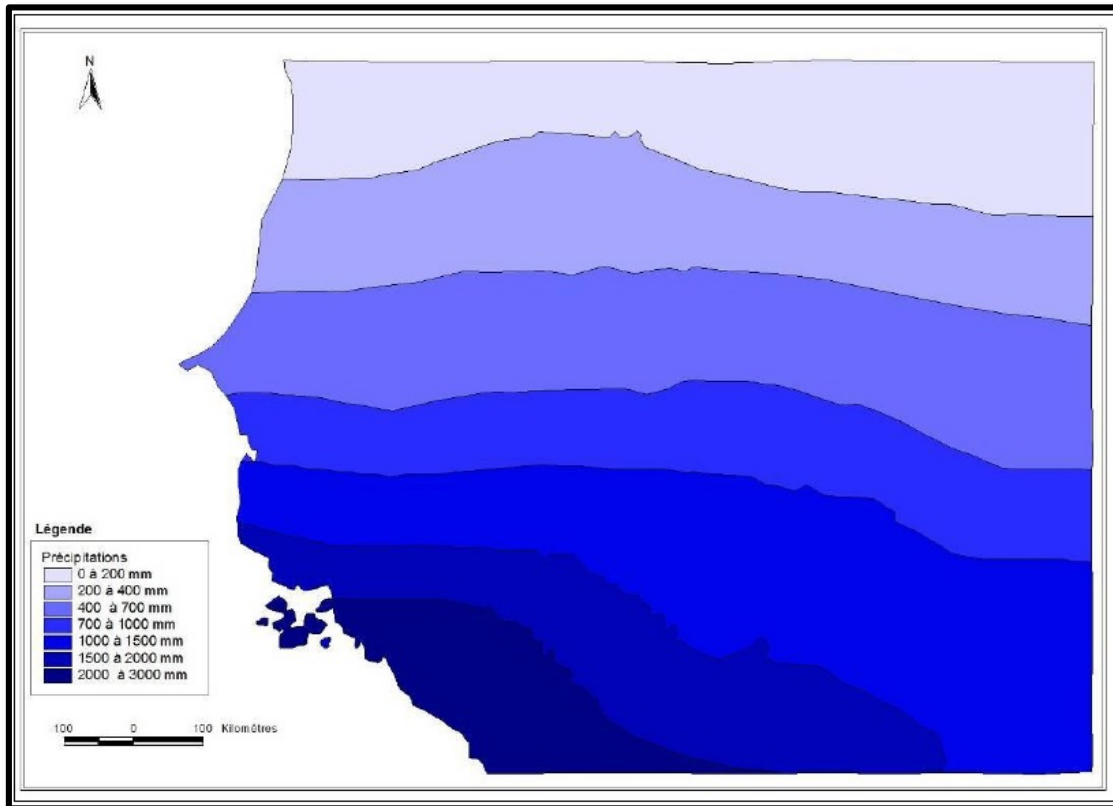 N
Légende
Précipitations
0 à 200 mm
200 à 400 mm
400 à 700 mm
700 à 1000 mm
1000 à 1500 mm
1500 à 2000 mm
2000 à 3000 mm
100 0 100 Kilomètres